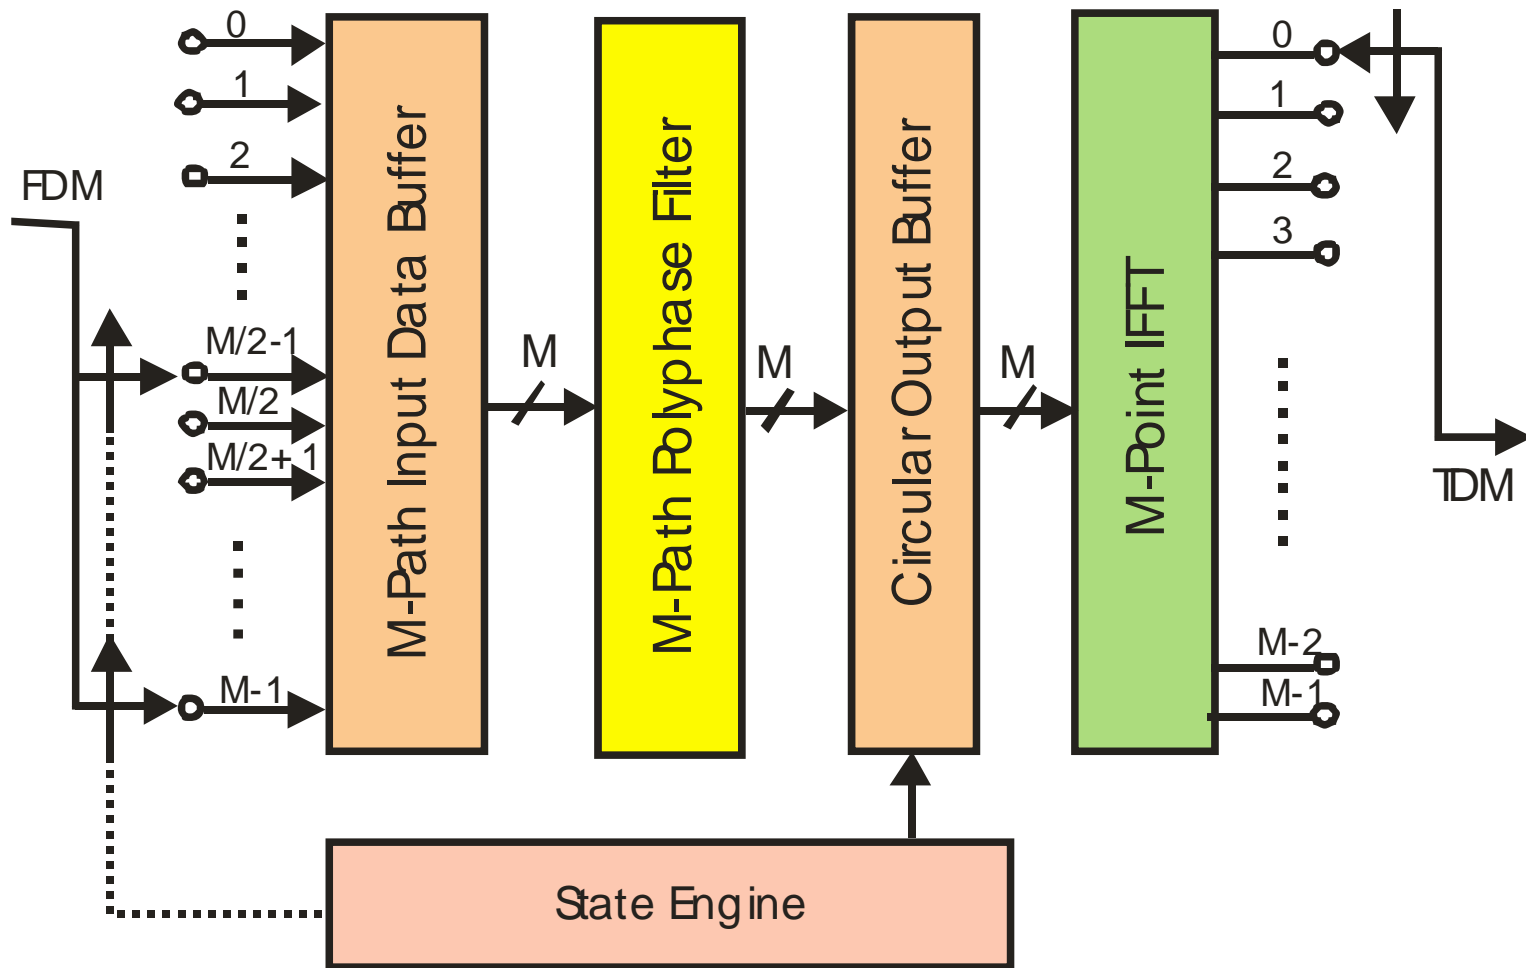 FDM
0
1
2
M/2-1
M/2
M/2+1
M-1
M-Path Input Data Buffer
M
M-Path Polyphase Filter
M
Circular Output Buffer
M
M-Point IFFT
0
1
2
3
M-2
M-1
TDM
State Engine